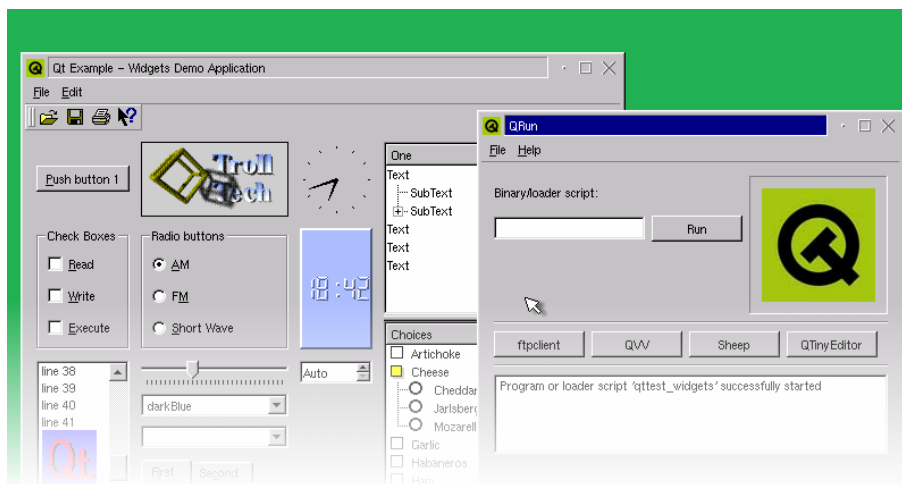 Qt Example – Widgets Demo Application
File Edit
Push button 1
Troll
Tech
Check Boxes
Read
Write
Execute
Radio buttons
AM
FM
Short Wave
18:42
line 38
line 39
line 40
line 41
Qt
darkBlue
First Second
Auto
One
Text
SubText
SubText
Text
Text
Text
Choices
Artichoke
Cheese
Cheddar
Jarlsberg
Mozarell
Garlic
Habaneros
Ham
QRun
File Help
Binary/loader script:
Run
ftpclient QVV Sheep QTinyEditor
Program or loader script 'qttest_widgets' successfully started